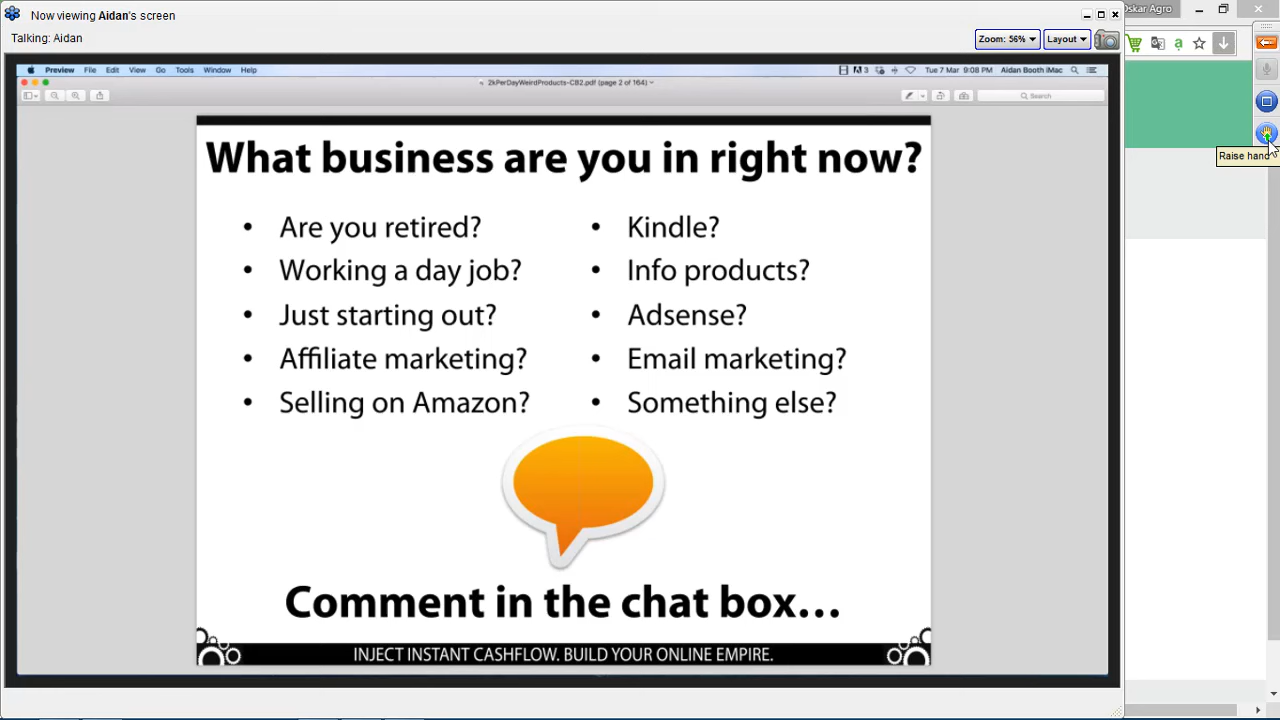 Now viewing Aidan's screen
Oskar Agro
Talking: Aidan
Zoom: 56%
Layout
Preview File Edit View Go Tools Window Help
3
Tue 7 Mar 9:08 PM Aidan Booth iMac
2kPerDayWeirdProducts-CB2.pdf (page 2 of 164)
Search
Raise hand
What business are you in right now?
• Are you retired?
• Working a day job?
• Just starting out?
• Affiliate marketing?
• Selling on Amazon?
• Kindle?
• Info products?
• Adsense?
• Email marketing?
• Something else?
Comment in the chat box...
INJECT INSTANT CASHFLOW. BUILD YOUR ONLINE EMPIRE.